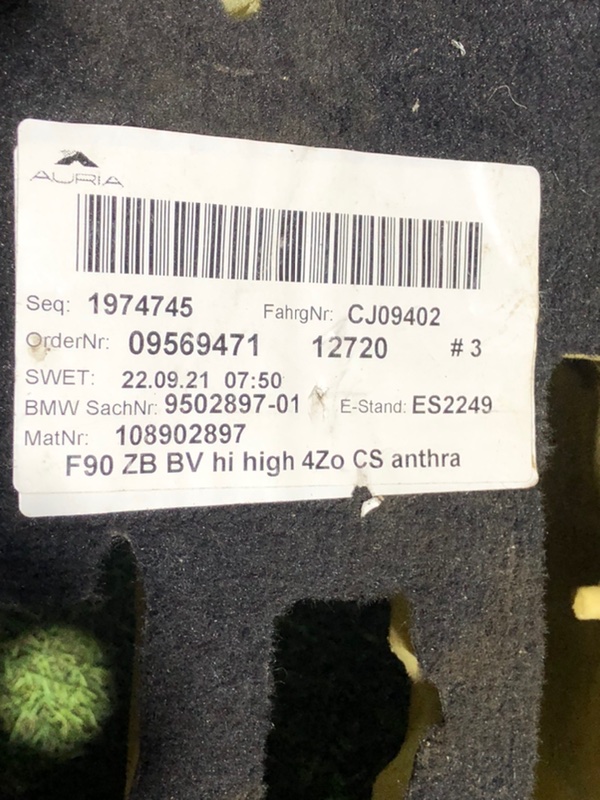 AURIA
Seq: 1974745 FahrgNr: CJ09402
OrderNr: 09569471 12720 # 3
SWET: 22.09.21 07:50
BMW SachNr: 9502897-01 E-Stand: ES2249
MatNr: 108902897
F90 ZB BV hi high 4Zo CS anthra